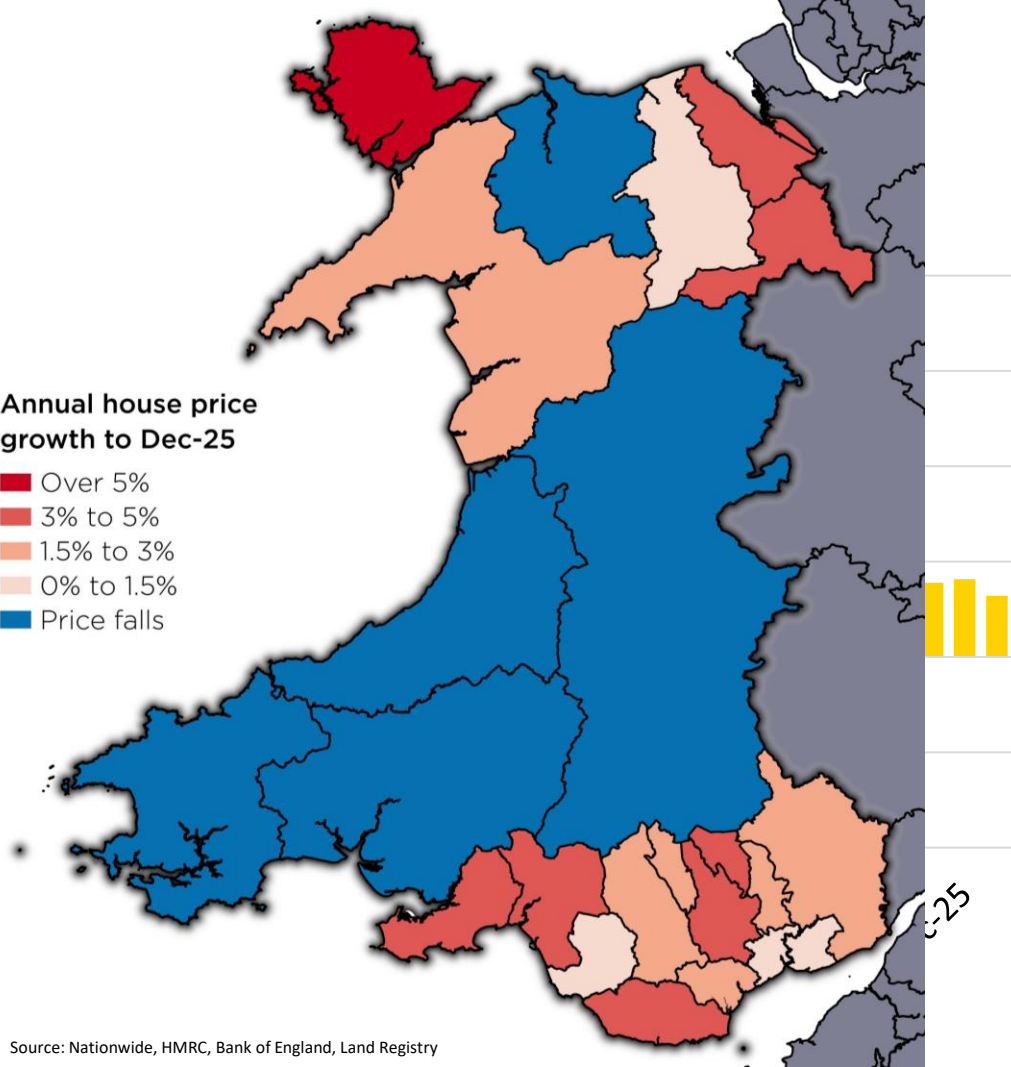 Annual house price
growth to Dec-25
Over 5%
3% to 5%
1.5% to 3%
0% to 1.5%
Price falls
c-25
Source: Nationwide, HMRC, Bank of England, Land Registry